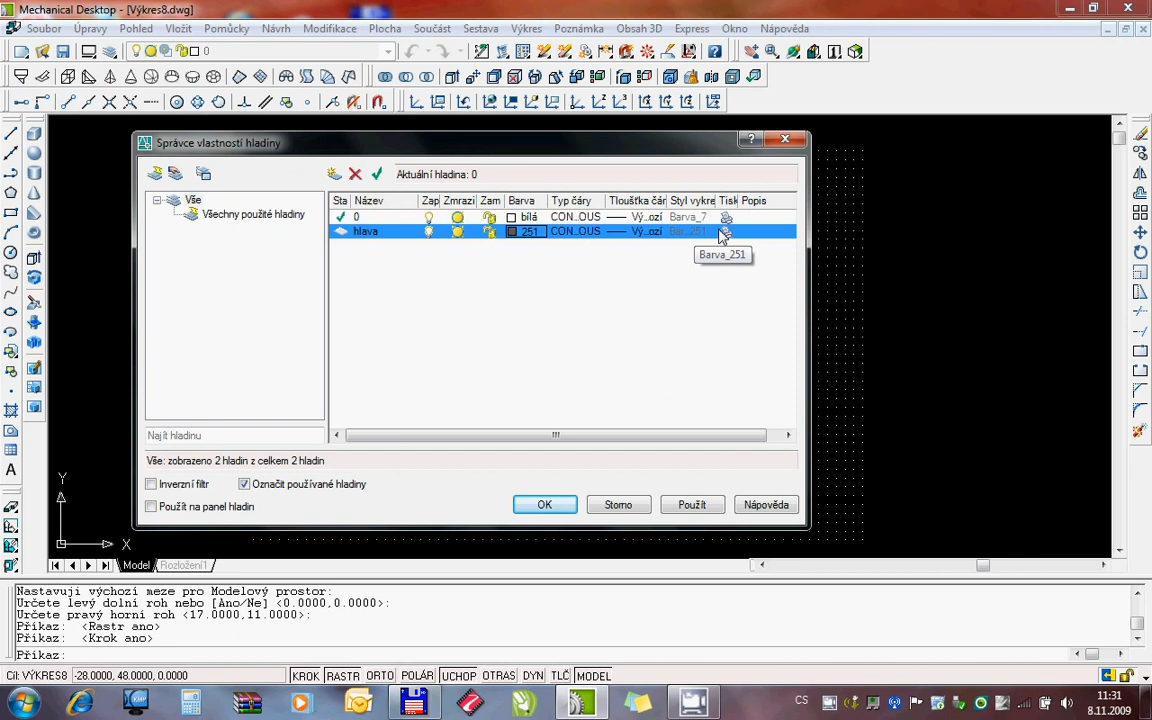 Mechanical Desktop - [Výkres8.dwg]
Soubor Úpravy Pohled Vložit Pomůcky Návrh Modifikace Plocha Součást Sestava Výkres Poznámka Obsah 3D Express Okno Nápověda
0
Správce vlastností hladiny
Aktuální hladina: 0
Vše
Všechny použité hladiny
Sta Název Zap Zmrazi Zam Barva Typ čáry Tloušťka čár Styl vykre Tisk Popis
0 bílá CON...OUS Vý...ozí Barva_7
hlava 251 CON...OUS Vý...ozí Bar...251
Barva_251
Najít hladinu
Vše: zobrazeno 2 hladin z celkem 2 hladin
Inverzní filtr
Označit používané hladiny
Použít na panel hladin
OK Storno Použít Nápověda
Y
X
Model Rozložení1
Nastavuji výchozí meze pro Modelový prostor:
Určete levý dolní roh nebo [Ano/Ne] <0.0000,0.0000>:
Určete pravý horní roh <17.0000,11.0000>:
Příkaz: <Rastr ano>
Příkaz: <Krok ano>
Příkaz:
Cíl: VÝKRES8 -28.0000, 48.0000, 0.0000 KROK RASTR ORTO POLÁR UCHOP OTRAS DYN TLČ MODEL
CS
11:31
8.11.2009